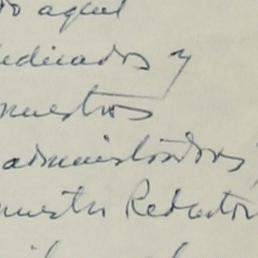 aquel
dedicados y
nuestros
administradores,
nuestro Redactor